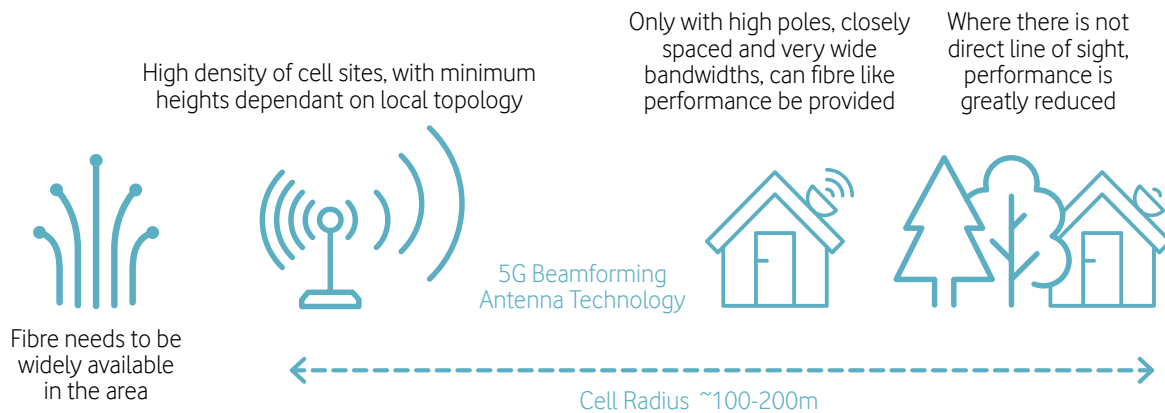 High density of cell sites, with minimum
heights dependant on local topology
Only with high poles, closely
spaced and very wide
bandwidths, can fibre like
performance be provided
Where there is not
direct line of sight,
performance is
greatly reduced
5G Beamforming
Antenna Technology
Fibre needs to be
widely available
in the area
Cell Radius ~100-200m